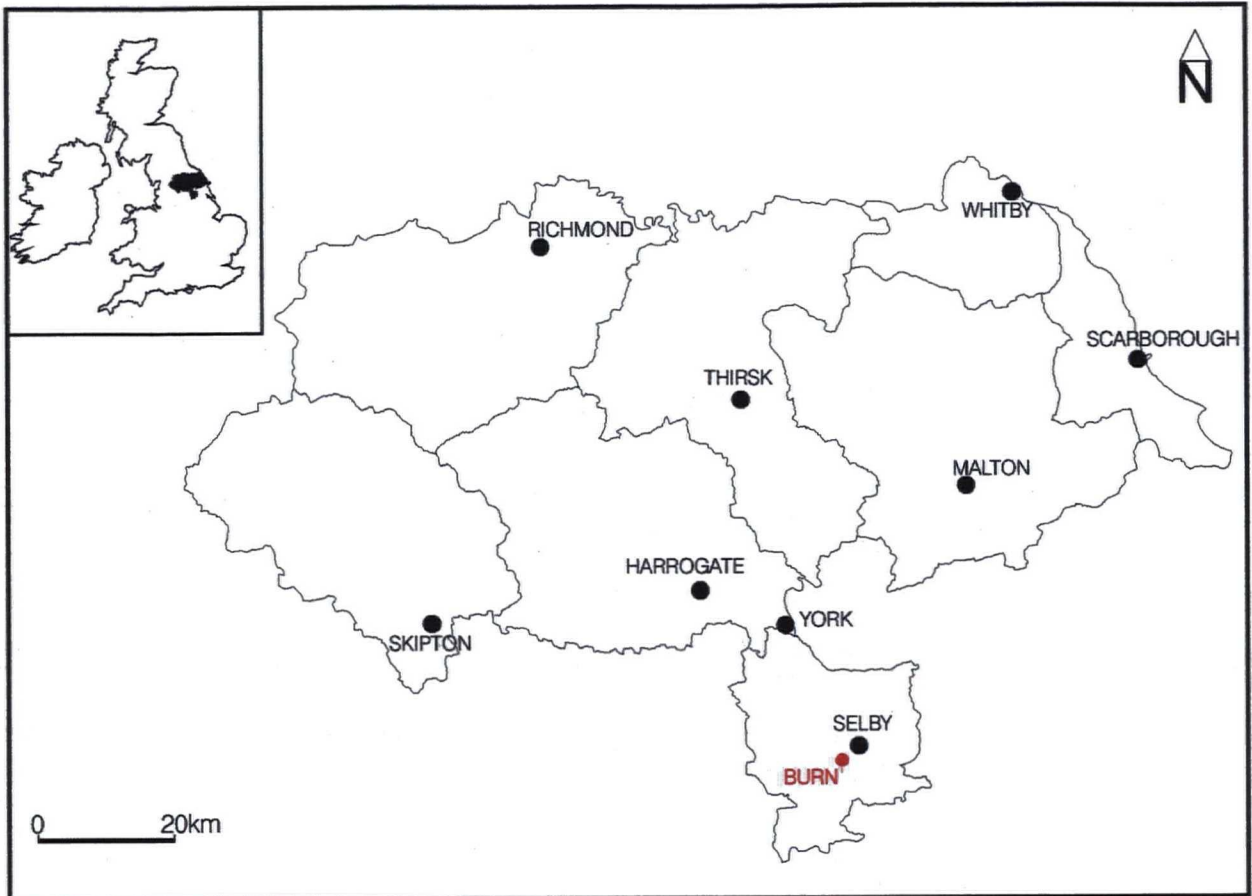 N
WHITBY
RICHMOND
SCARBOROUGH
THIRSK
MALTON
HARROGATE
YORK
SKIPTON
SELBY
BURN
0 20km